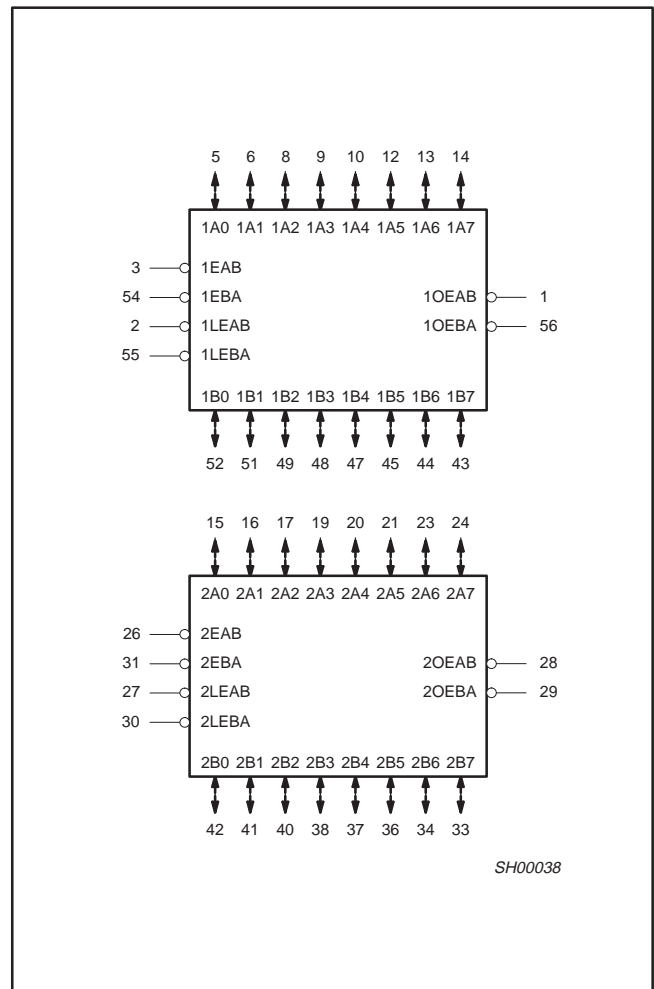 5 6 8 9 10 12 13 14
1A0 1A1 1A2 1A3 1A4 1A5 1A6 1A7
3 1EAB
54 1EBA 1OEAB 1
2 1LEAB 1OEBA 56
55 1LEBA
1B0 1B1 1B2 1B3 1B4 1B5 1B6 1B7
52 51 49 48 47 45 44 43
15 16 17 19 20 21 23 24
2A0 2A1 2A2 2A3 2A4 2A5 2A6 2A7
26 2EAB
31 2EBA 2OEAB 28
27 2LEAB 2OEBA 29
30 2LEBA
2B0 2B1 2B2 2B3 2B4 2B5 2B6 2B7
42 41 40 38 37 36 34 33
SH00038